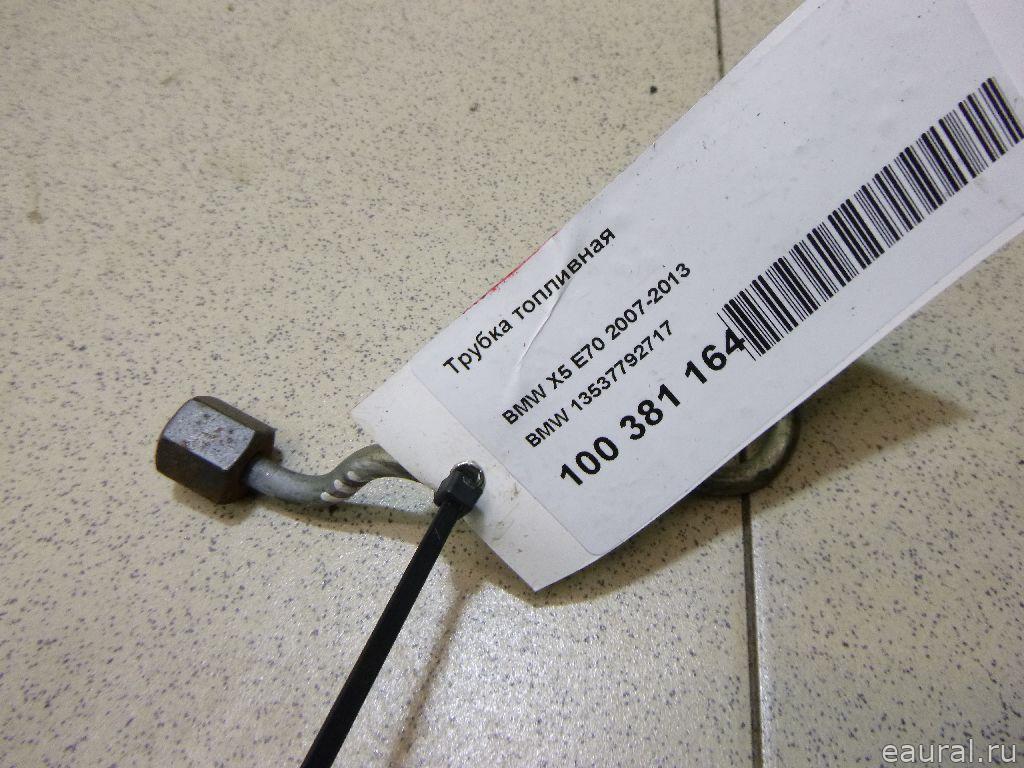 Трубка топливная
BMW X5 E70 2007-2013
BMW 13537792717
100 381 164
eaural.ru